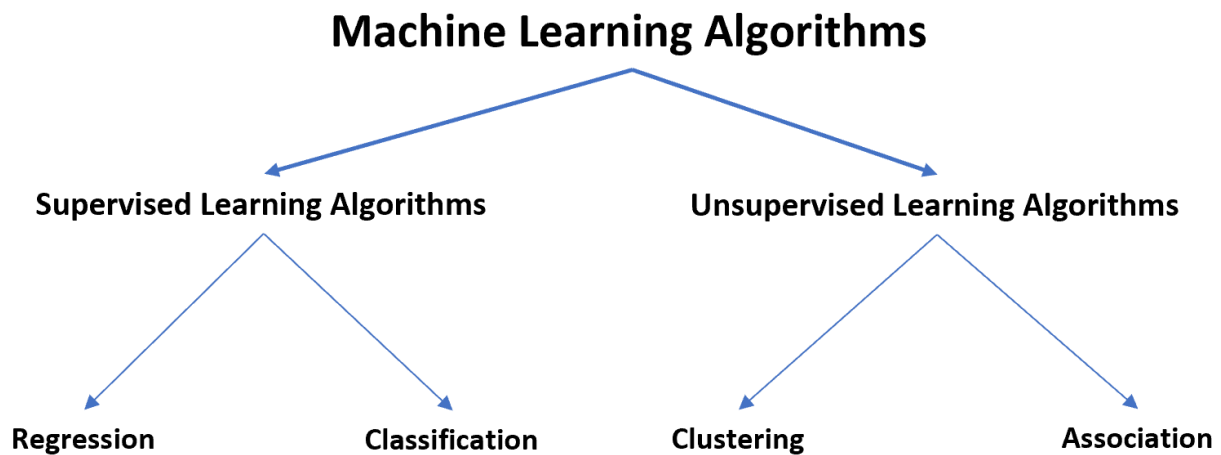 Machine Learning Algorithms
Supervised Learning Algorithms
Unsupervised Learning Algorithms
Regression
Classification
Clustering
Association